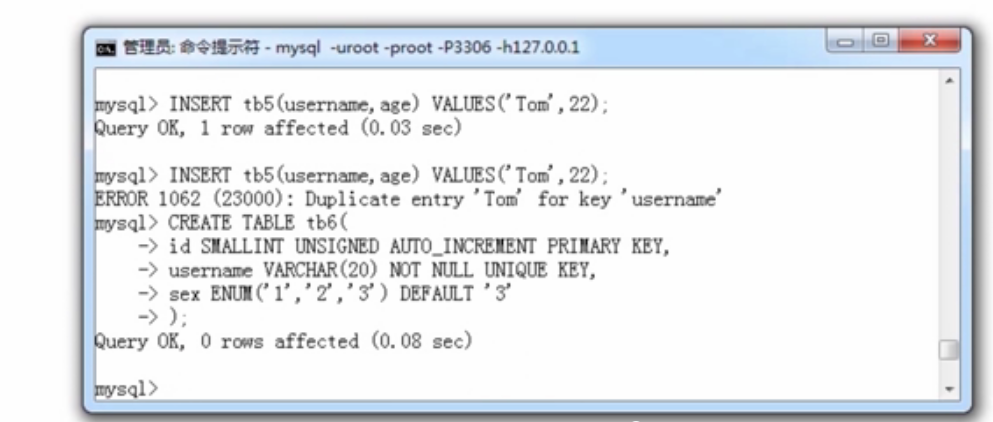 管理员: 命令提示符 - mysql -uroot -proot -P3306 -h127.0.0.1
mysql> INSERT tb5(username,age) VALUES('Tom',22);
Query OK, 1 row affected (0.03 sec)
mysql> INSERT tb5(username,age) VALUES('Tom',22);
ERROR 1062 (23000): Duplicate entry 'Tom' for key 'username'
mysql> CREATE TABLE tb6(
-> id SMALLINT UNSIGNED AUTO_INCREMENT PRIMARY KEY,
-> username VARCHAR(20) NOT NULL UNIQUE KEY,
-> sex ENUM('1','2','3') DEFAULT '3'
-> );
Query OK, 0 rows affected (0.08 sec)
mysql>